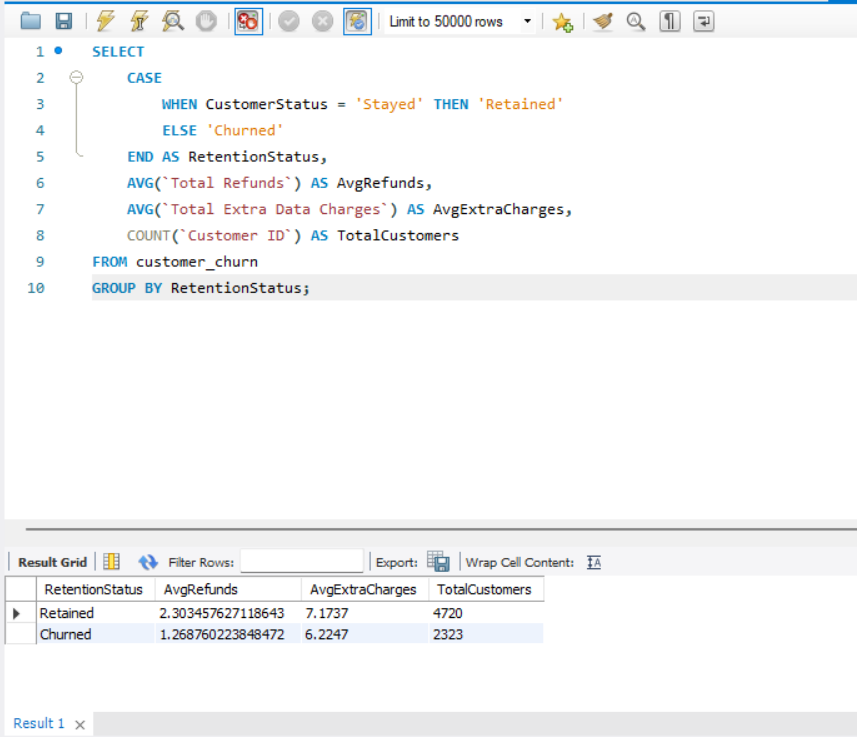 Limit to 50000 rows
1 SELECT
2 CASE
3 WHEN CustomerStatus = 'Stayed' THEN 'Retained'
4 ELSE 'Churned'
5 END AS RetentionStatus,
6 AVG(`Total Refunds`) AS AvgRefunds,
7 AVG(`Total Extra Data Charges`) AS AvgExtraCharges,
8 COUNT(`Customer ID`) AS TotalCustomers
9 FROM customer_churn
10 GROUP BY RetentionStatus;
Result Grid Filter Rows: Export: Wrap Cell Content:
RetentionStatus AvgRefunds AvgExtraCharges TotalCustomers
Retained 2.303457627118643 7.1737 4720
Churned 1.268760223848472 6.2247 2323
Result 1